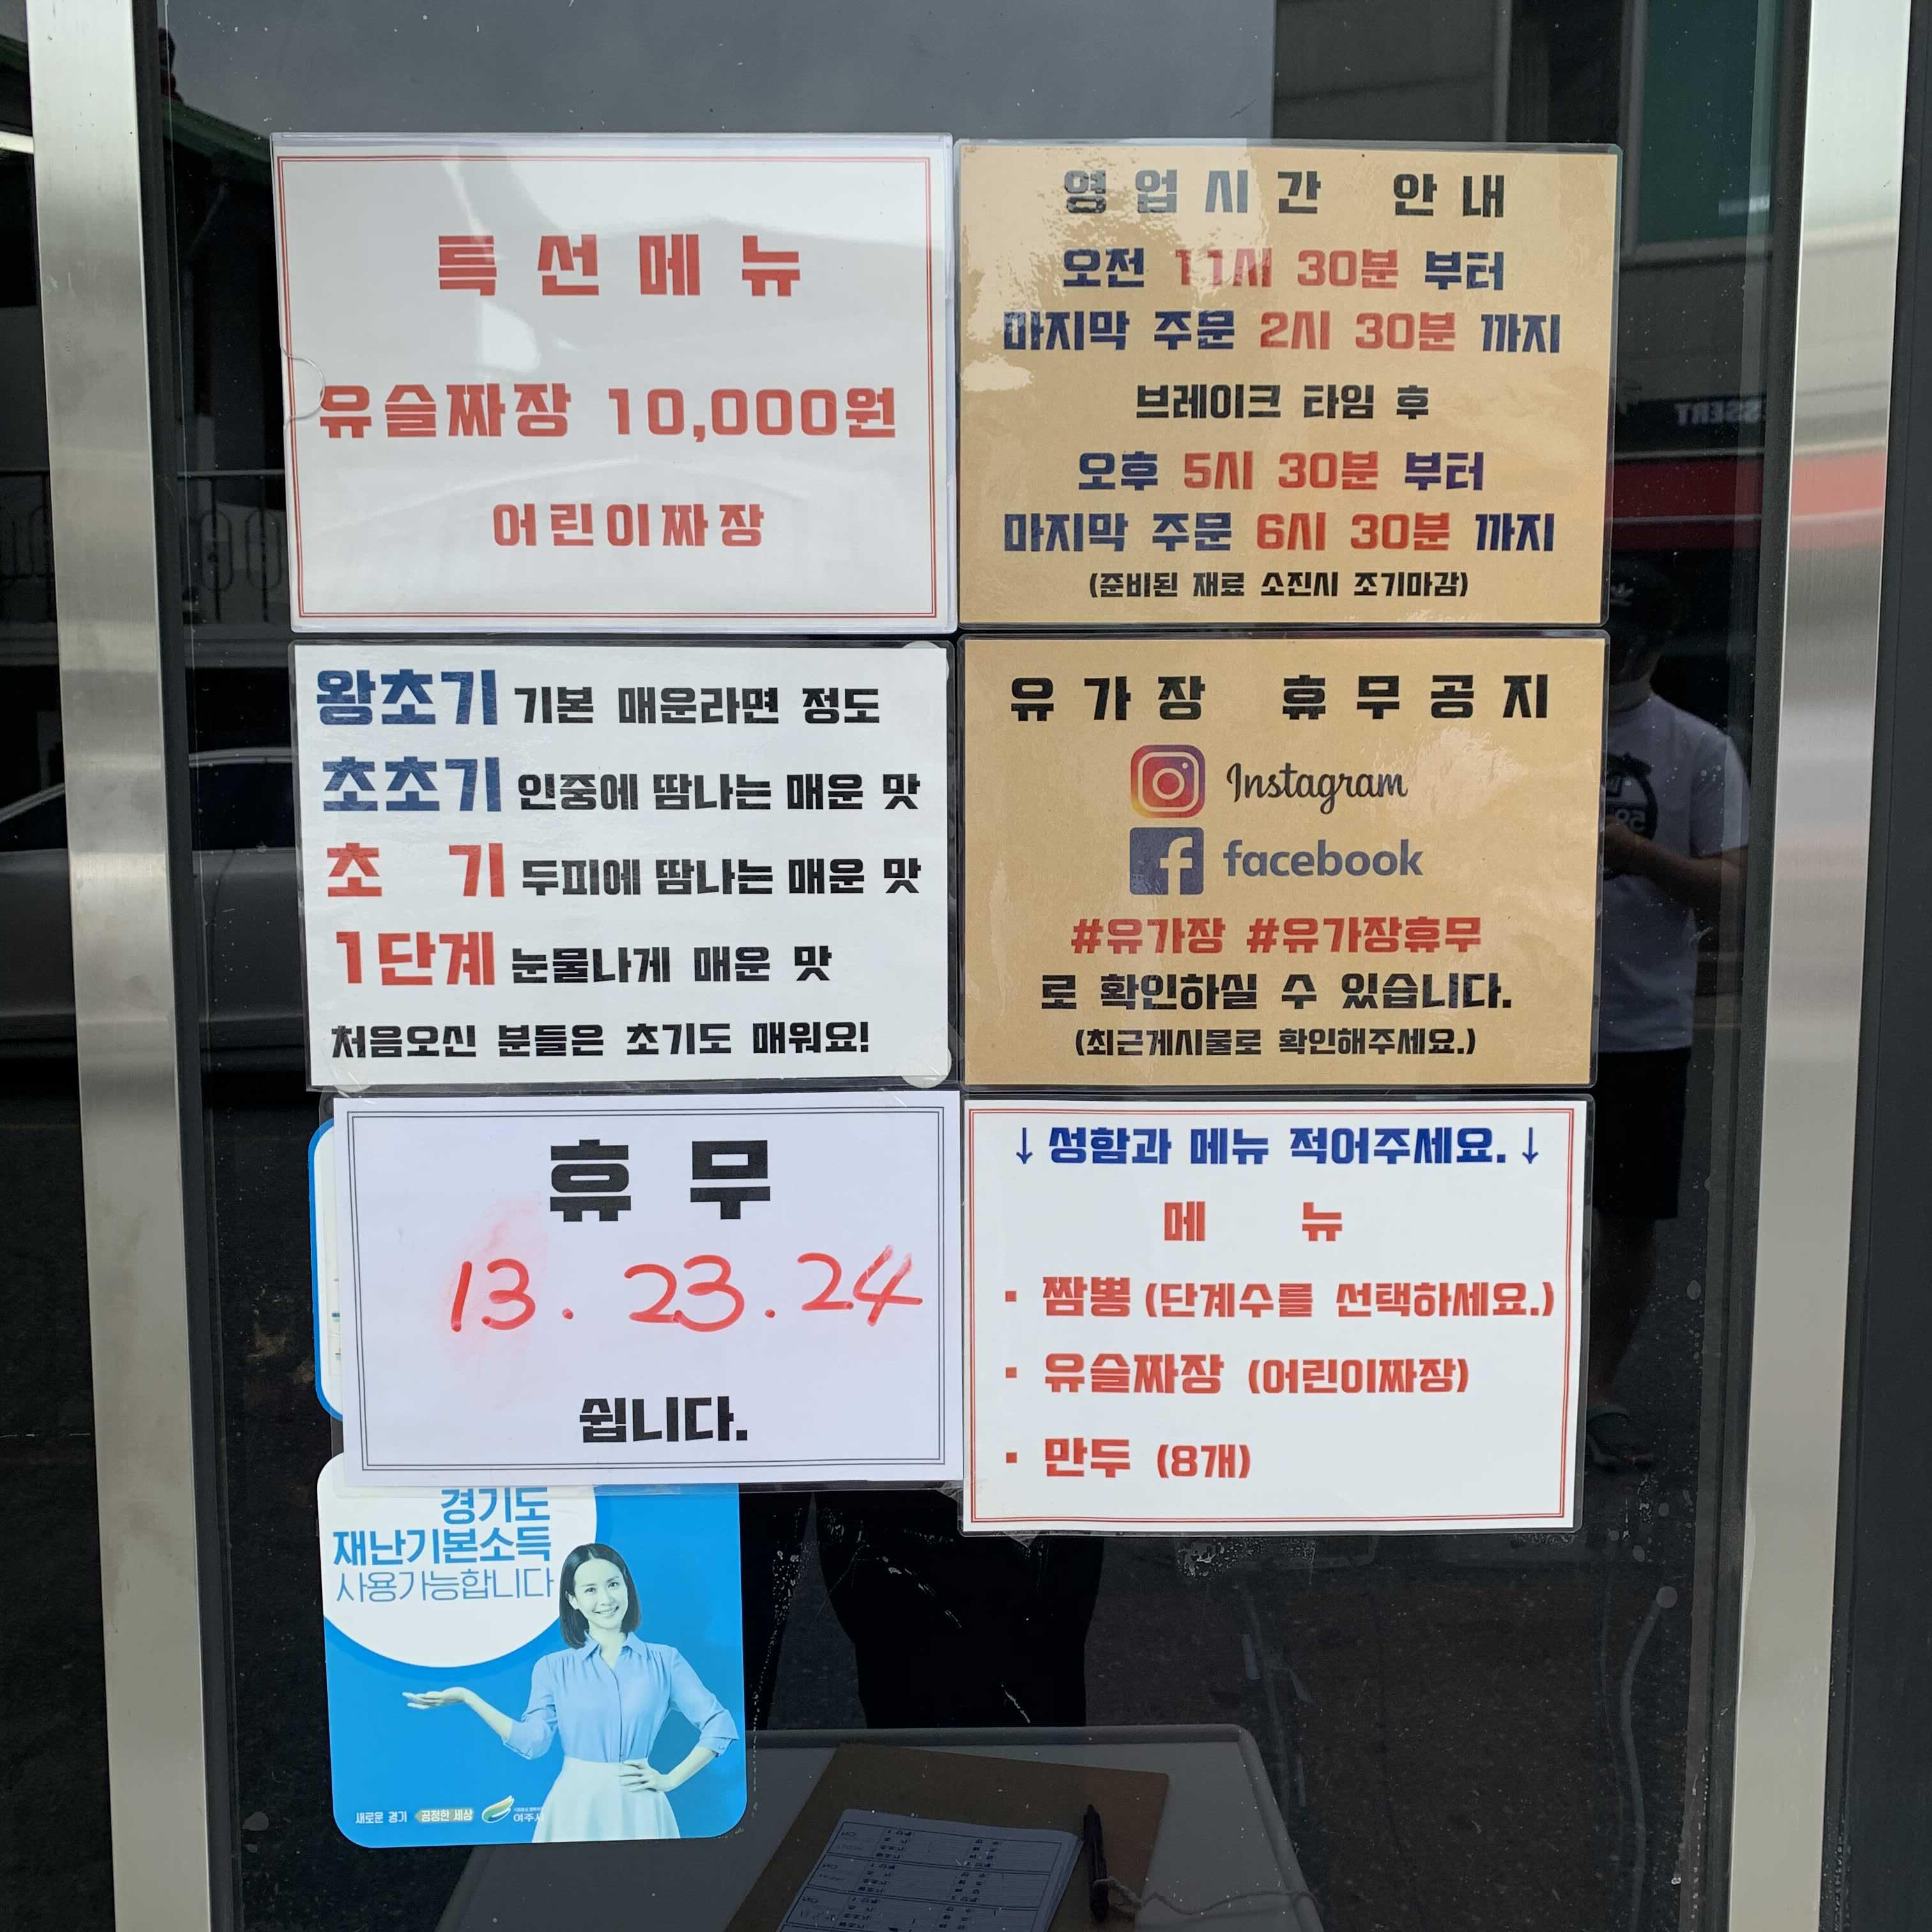 특선메뉴
유슬짜장 10,000원
어린이짜장
영업시간 안내
오전 11시 30분 부터
마지막 주문 2시 30분 까지
브레이크 타임 후
오후 5시 30분 부터
마지막 주문 6시 30분 까지
(준비된 재료 소진시 조기마감)
왕초기 기본 매운라면 정도
초초기 인중에 땀나는 매운 맛
초 기 두피에 땀나는 매운 맛
1단계 눈물나게 매운 맛
처음오신 분들은 초기도 매워요!
유가장 휴무공지
Instagram
facebook
#유가장 #유가장휴무
로 확인하실 수 있습니다.
(최근게시물로 확인해주세요.)
휴무
13. 23. 24
쉽니다.
↓성함과 메뉴 적어주세요.↓
메 뉴
· 짬뽕 (단계수를 선택하세요.)
· 유슬짜장 (어린이짜장)
· 만두 (8개)
경기도
재난기본소득
사용가능합니다
새로운 경기 공정한 세상